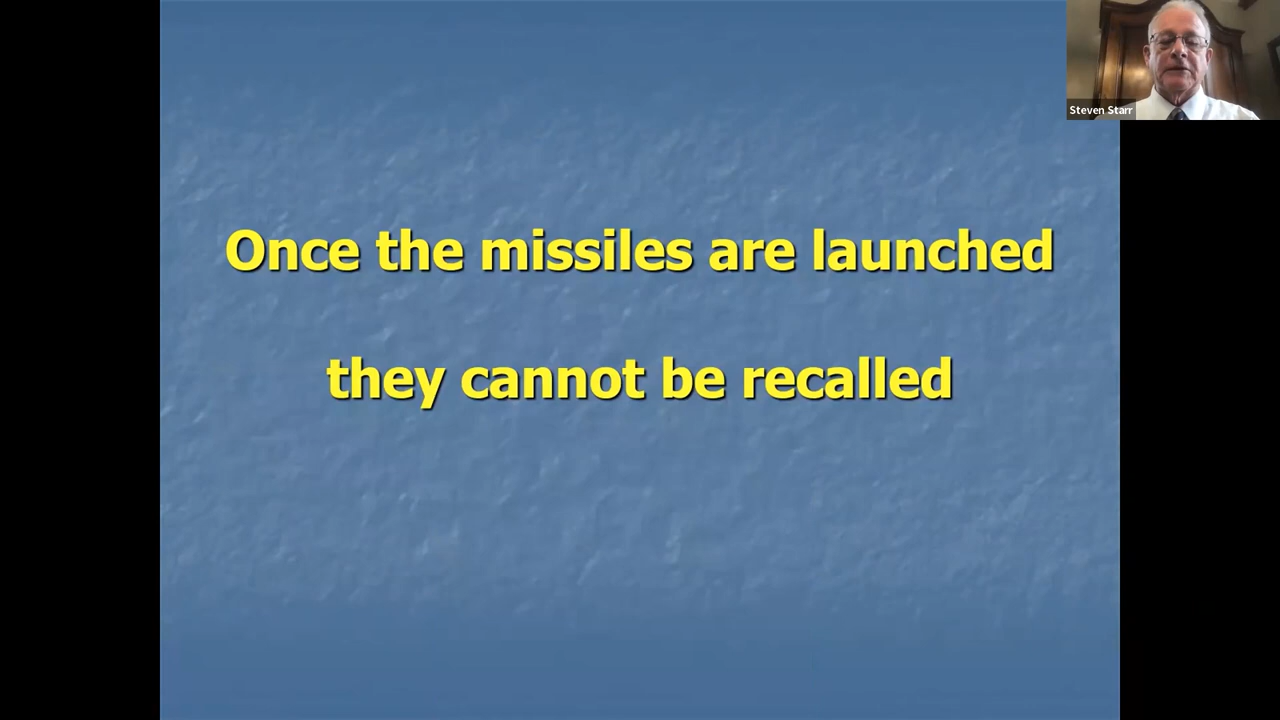 Steven Starr
Once the missiles are launched
they cannot be recalled